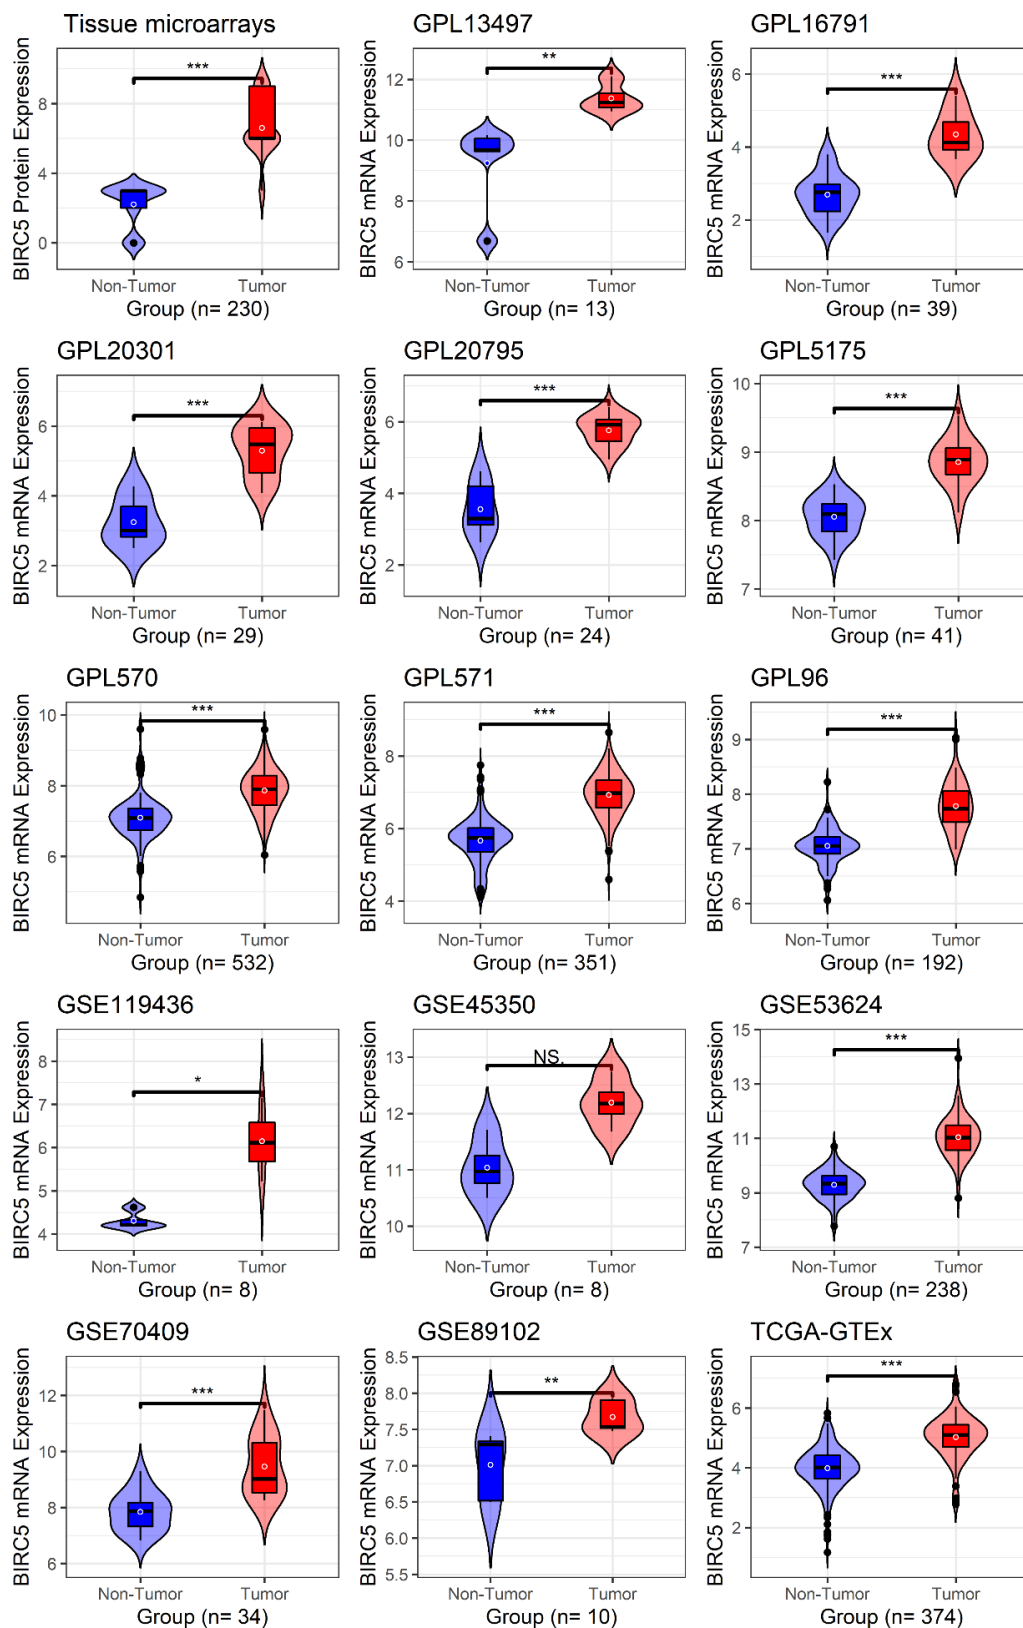 Tissue microarrays
BIRC5 Protein Expression
8
4
0
***
Non-Tumor Tumor
Group (n= 230)
GPL13497
BIRC5 mRNA Expression
12
10
8
6
**
Non-Tumor Tumor
Group (n= 13)
GPL16791
BIRC5 mRNA Expression
6
4
2
***
Non-Tumor Tumor
Group (n= 39)
GPL20301
BIRC5 mRNA Expression
6
4
2
***
Non-Tumor Tumor
Group (n= 29)
GPL20795
BIRC5 mRNA Expression
6
4
2
***
Non-Tumor Tumor
Group (n= 24)
GPL5175
BIRC5 mRNA Expression
10
9
8
7
***
Non-Tumor Tumor
Group (n= 41)
GPL570
BIRC5 mRNA Expression
10
8
6
***
Non-Tumor Tumor
Group (n= 532)
GPL571
BIRC5 mRNA Expression
8
6
4
***
Non-Tumor Tumor
Group (n= 351)
GPL96
BIRC5 mRNA Expression
9
8
7
6
***
Non-Tumor Tumor
Group (n= 192)
GSE119436
BIRC5 mRNA Expression
8
7
6
5
4
*
Non-Tumor Tumor
Group (n= 8)
GSE45350
BIRC5 mRNA Expression
13
12
11
10
NS.
Non-Tumor Tumor
Group (n= 8)
GSE53624
BIRC5 mRNA Expression
15
13
11
9
7
***
Non-Tumor Tumor
Group (n= 238)
GSE70409
BIRC5 mRNA Expression
12
10
8
6
***
Non-Tumor Tumor
Group (n= 34)
GSE89102
BIRC5 mRNA Expression
8.5
8.0
7.5
7.0
6.5
6.0
5.5
**
Non-Tumor Tumor
Group (n= 10)
TCGA-GTEx
BIRC5 mRNA Expression
6
4
2
***
Non-Tumor Tumor
Group (n= 374)